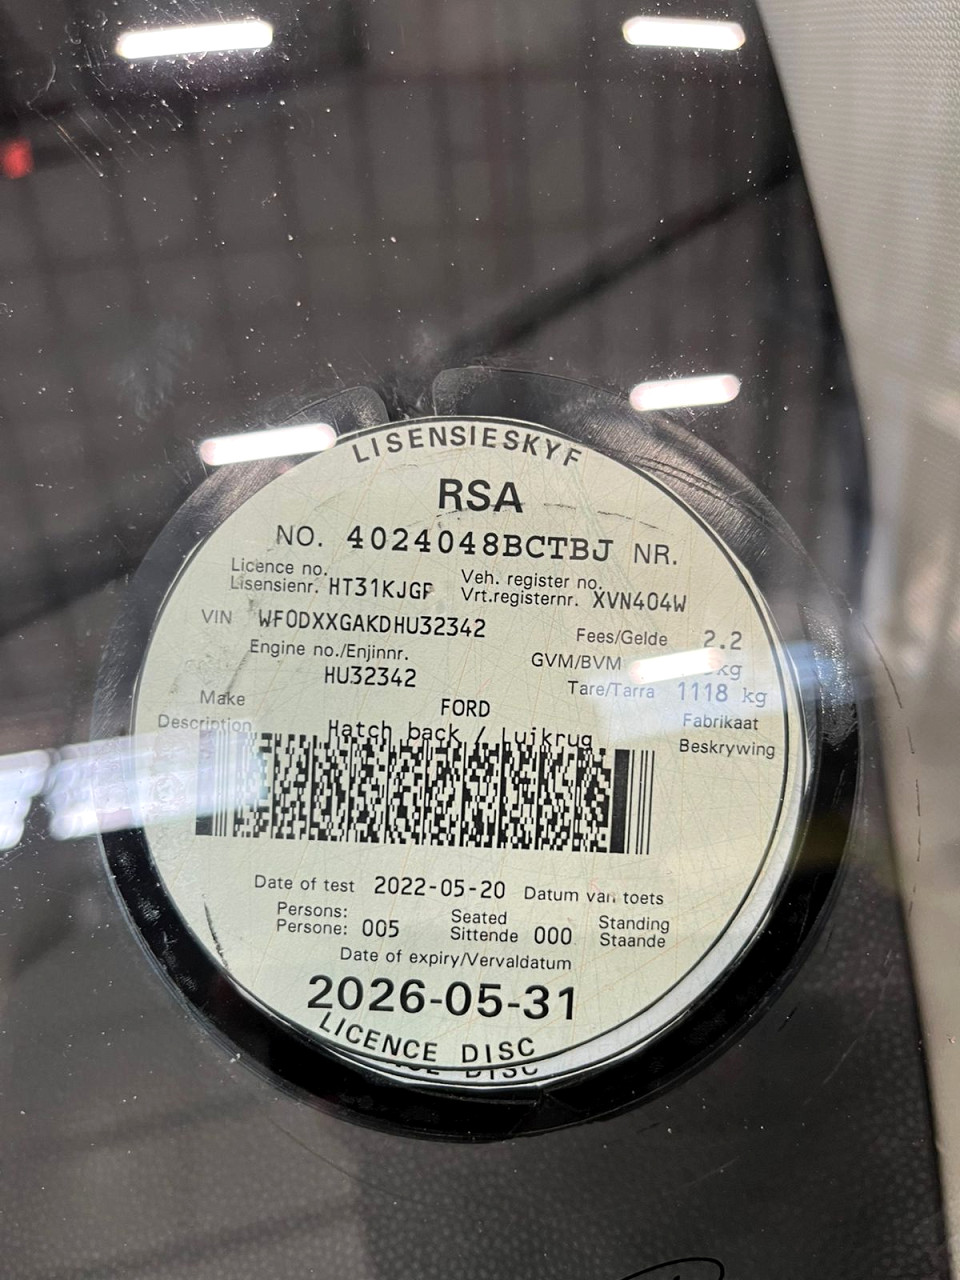 LISENSIESKYF
RSA
NO. 4024048BCTBJ NR.
Licence no.
Lisensienr. HT31KJGP
Veh. register no.
Vrt.registernr. XVN404W
VIN WF0DXXGAKDHU32342
Fees/Gelde 2.2
Engine no./Enjinnr.
HU32342
GVM/BVM kg
Tare/Tarra 1118 kg
Make FORD Fabrikaat
Description Hatch back / Luikrug Beskrywing
Date of test 2022-05-20 Datum van toets
Persons:
Persone: 005
Seated
Sittende 000
Standing
Staande
Date of expiry/Vervaldatum
2026-05-31
LICENCE DISC
DISC